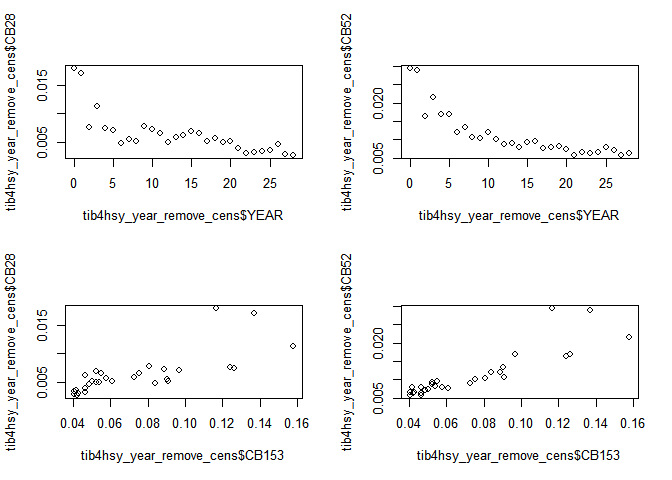 tib4hsy_year_remove_cens$CB28
0.005 0.015
0 5 10 15 20 25
tib4hsy_year_remove_cens$YEAR
tib4hsy_year_remove_cens$CB52
0.005 0.020
0 5 10 15 20 25
tib4hsy_year_remove_cens$YEAR
tib4hsy_year_remove_cens$CB28
0.005 0.015
0.04 0.06 0.08 0.10 0.12 0.14 0.16
tib4hsy_year_remove_cens$CB153
tib4hsy_year_remove_cens$CB52
0.005 0.020
0.04 0.06 0.08 0.10 0.12 0.14 0.16
tib4hsy_year_remove_cens$CB153